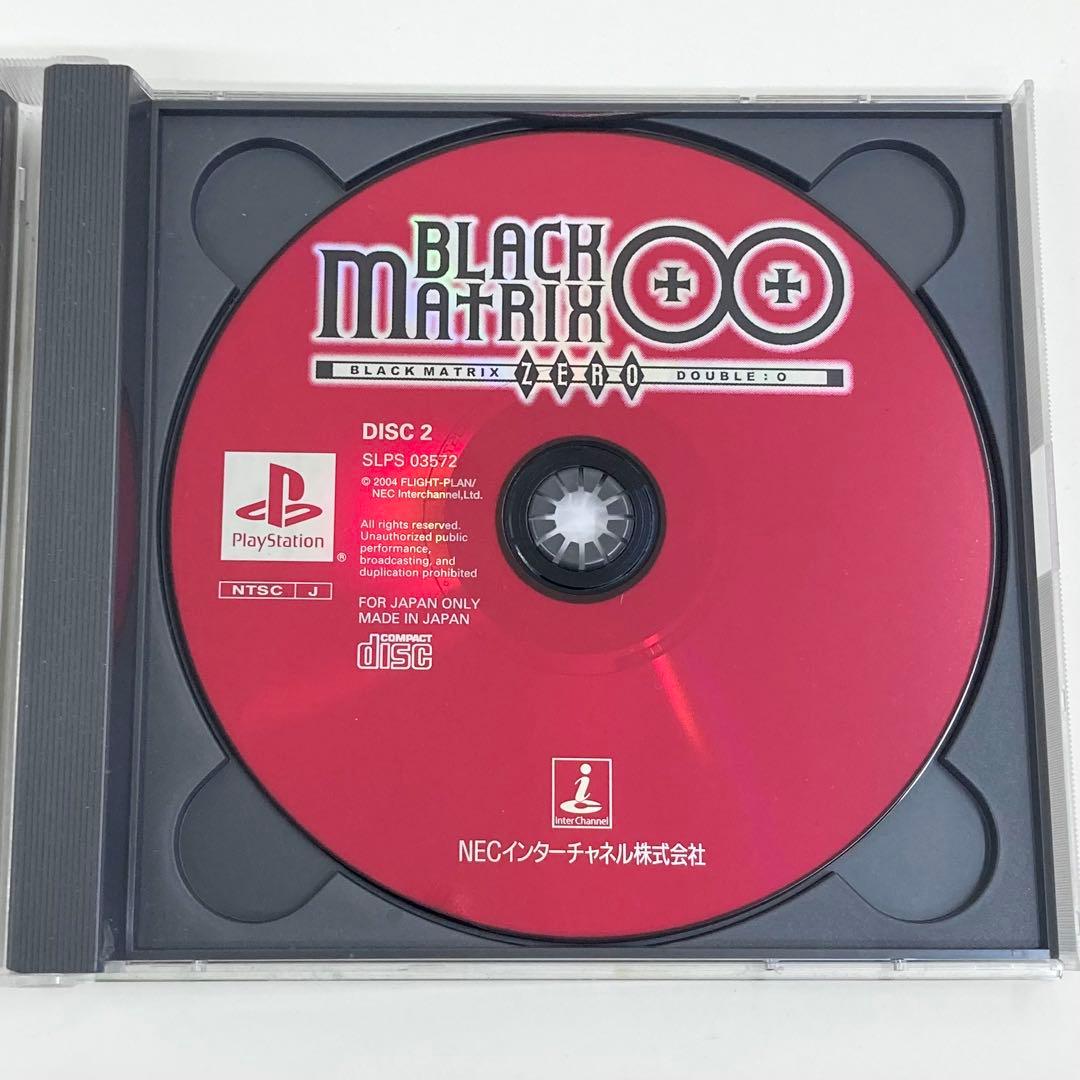 BLACK
MATRIX OO
BLACK MATRIX ZERO DOUBLE : O
DISC 2
SLPS 03572
© 2004 FLIGHT-PLAN/
NEC Interchannel,Ltd.
PlayStation
®
All rights reserved.
Unauthorized public
performance,
broadcasting, and
duplication prohibited
NTSC J
FOR JAPAN ONLY
MADE IN JAPAN
COMPACT
disc
i
InterChannel
NECインターチャネル株式会社